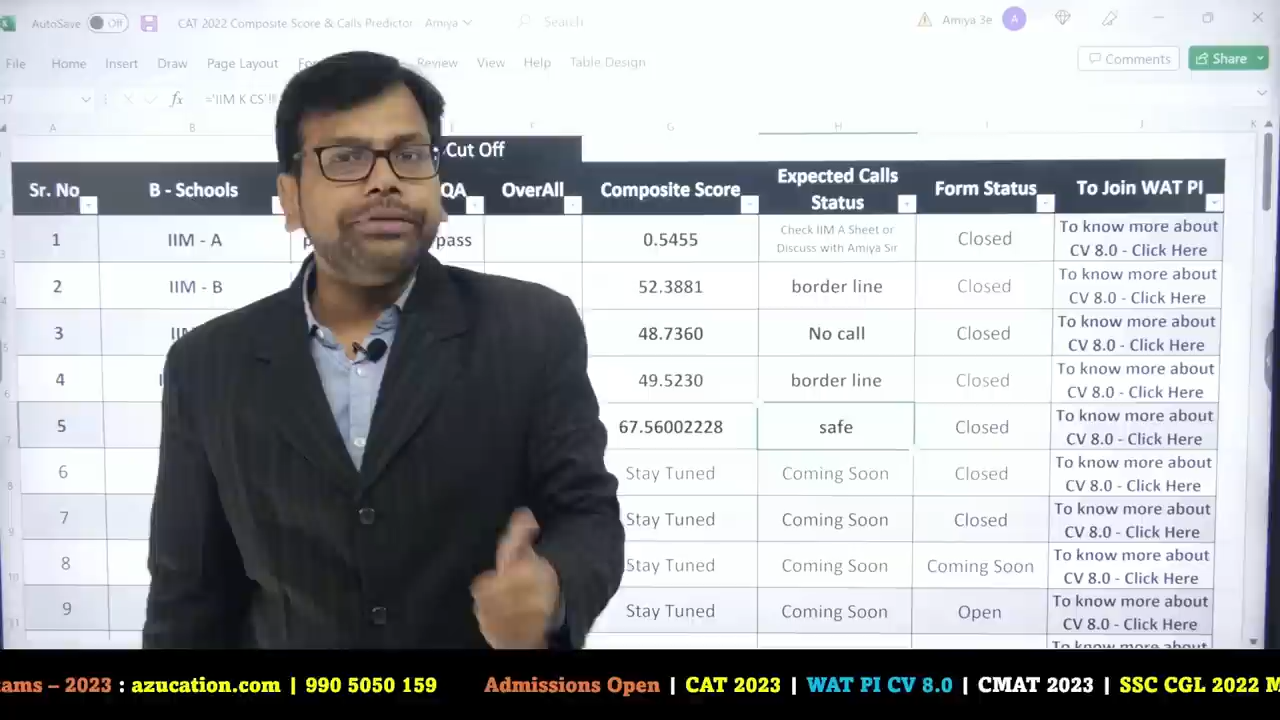 AutoSave Off CAT 2022 Composite Score & Calls Predictor Amiya Search Amiya 3e A
File Home Insert Draw Page Layout Review View Help Table Design Comments Share
H7 fx ='IIM K CS'!
A B G H K
Cut Off
Sr. No B - Schools QA OverAll Composite Score Expected Calls Status Form Status To Join WAT PI
1 IIM - A pass 0.5455 Check IIM A Sheet or Discuss with Amiya Sir Closed To know more about CV 8.0 - Click Here
2 IIM - B 52.3881 border line Closed To know more about CV 8.0 - Click Here
3 48.7360 No call Closed To know more about CV 8.0 - Click Here
4 49.5230 border line Closed To know more about CV 8.0 - Click Here
5 67.56002228 safe Closed To know more about CV 8.0 - Click Here
6 Stay Tuned Coming Soon Closed To know more about CV 8.0 - Click Here
7 Stay Tuned Coming Soon Closed To know more about CV 8.0 - Click Here
8 Stay Tuned Coming Soon Coming Soon To know more about CV 8.0 - Click Here
9 Stay Tuned Coming Soon Open To know more about CV 8.0 - Click Here
– 2023 : azucation.com | 990 5050 159 Admissions Open | CAT 2023 | WAT PI CV 8.0 | CMAT 2023 | SSC CGL 2022